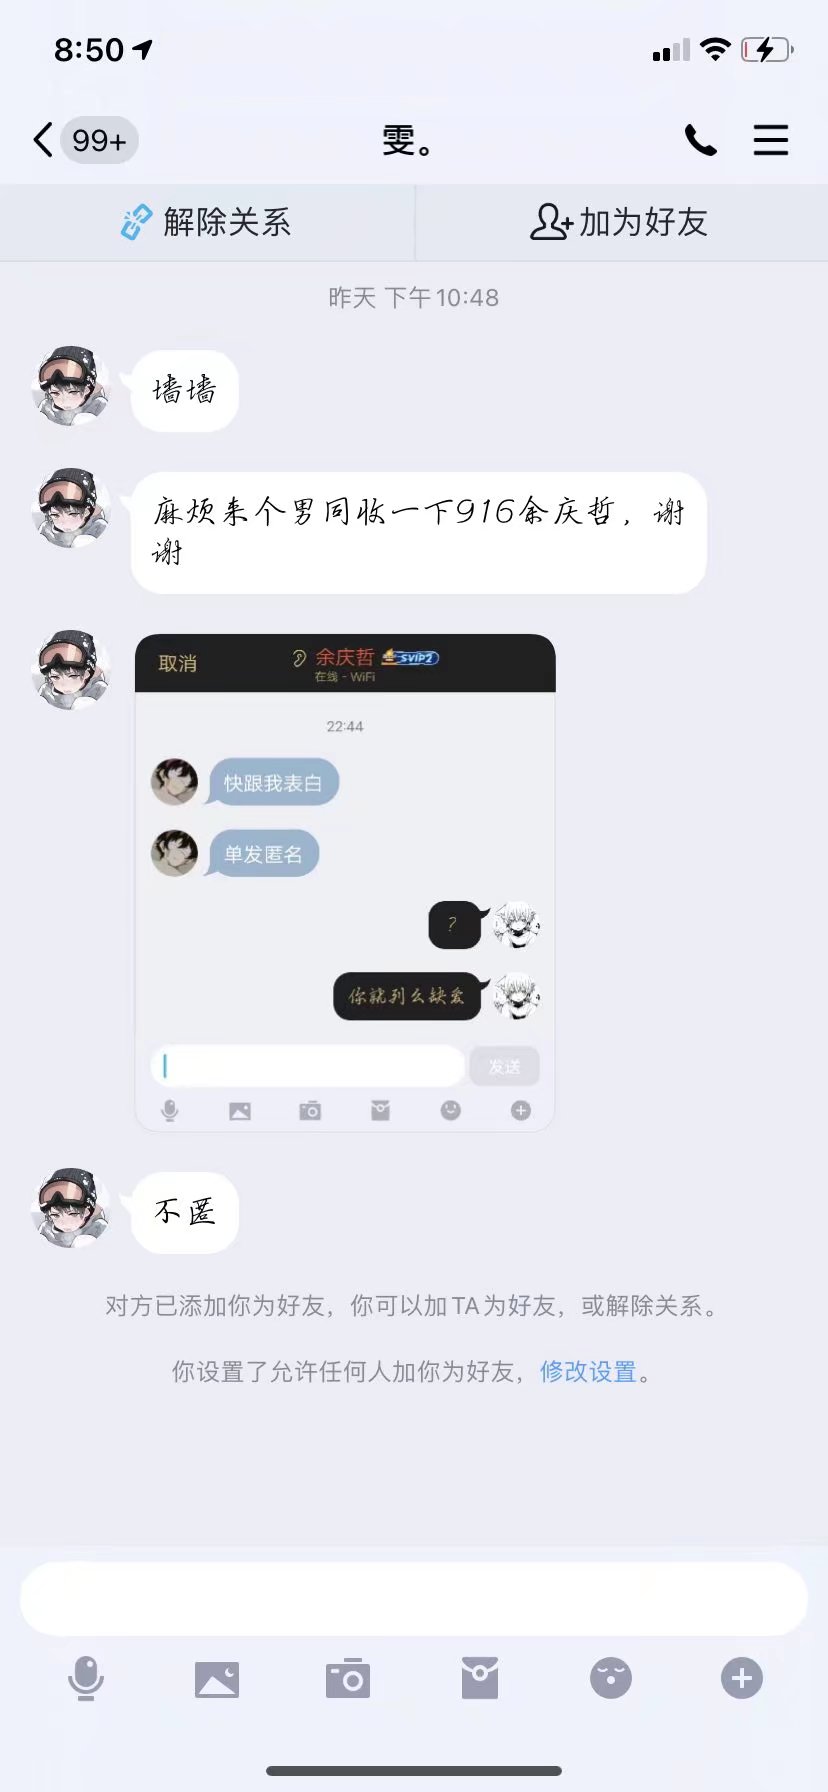 8:50
99+
雯。
解除关系
加为好友
昨天 下午10:48
墙墙
麻烦来个男同收一下916余庆哲，谢
谢
取消
余庆哲 SVIP2
在线 - WiFi
22:44
快跟我表白
单发匿名
?
你就到么缺爱
发送
不匿
对方已添加你为好友，你可以加TA为好友，或解除关系。
你设置了允许任何人加你为好友，修改设置。